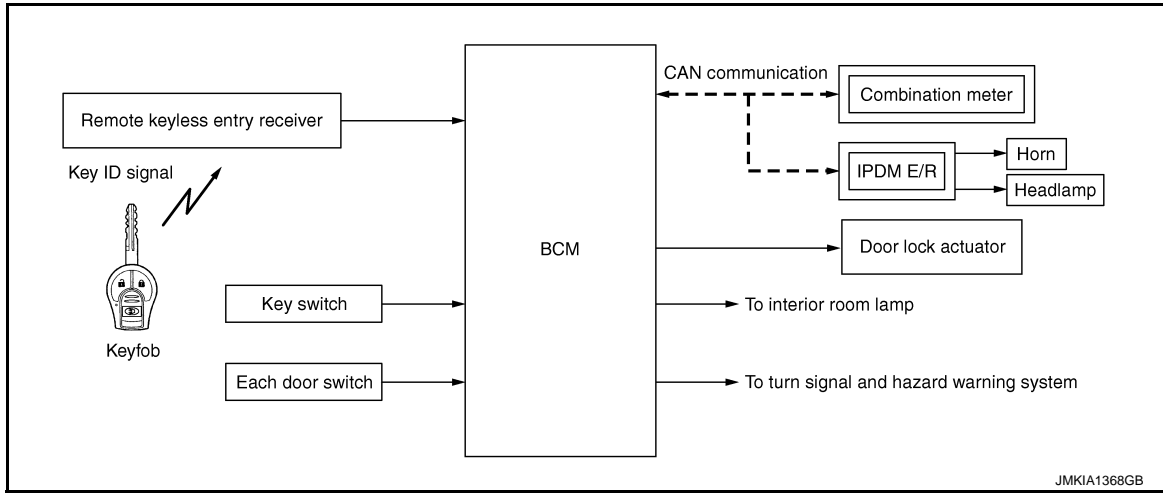 CAN communication
Combination meter
Remote keyless entry receiver
Horn
Key ID signal
IPDM E/R
Headlamp
BCM
Door lock actuator
Key switch
To interior room lamp
Keyfob
Each door switch
To turn signal and hazard warning system
JMKIA1368GB